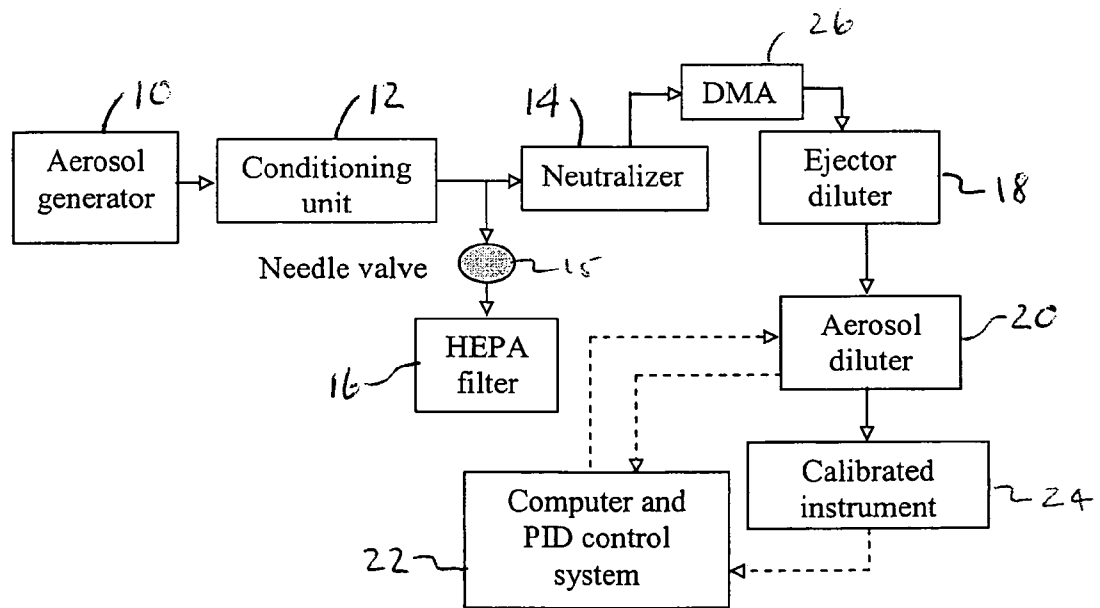 26
10
12
14
DMA
Aerosol
generator
Conditioning
unit
Neutralizer
Ejector
diluter
18
Needle valve
15
HEPA
filter
16
Aerosol
diluter
20
Calibrated
instrument
24
Computer and
PID control
system
22